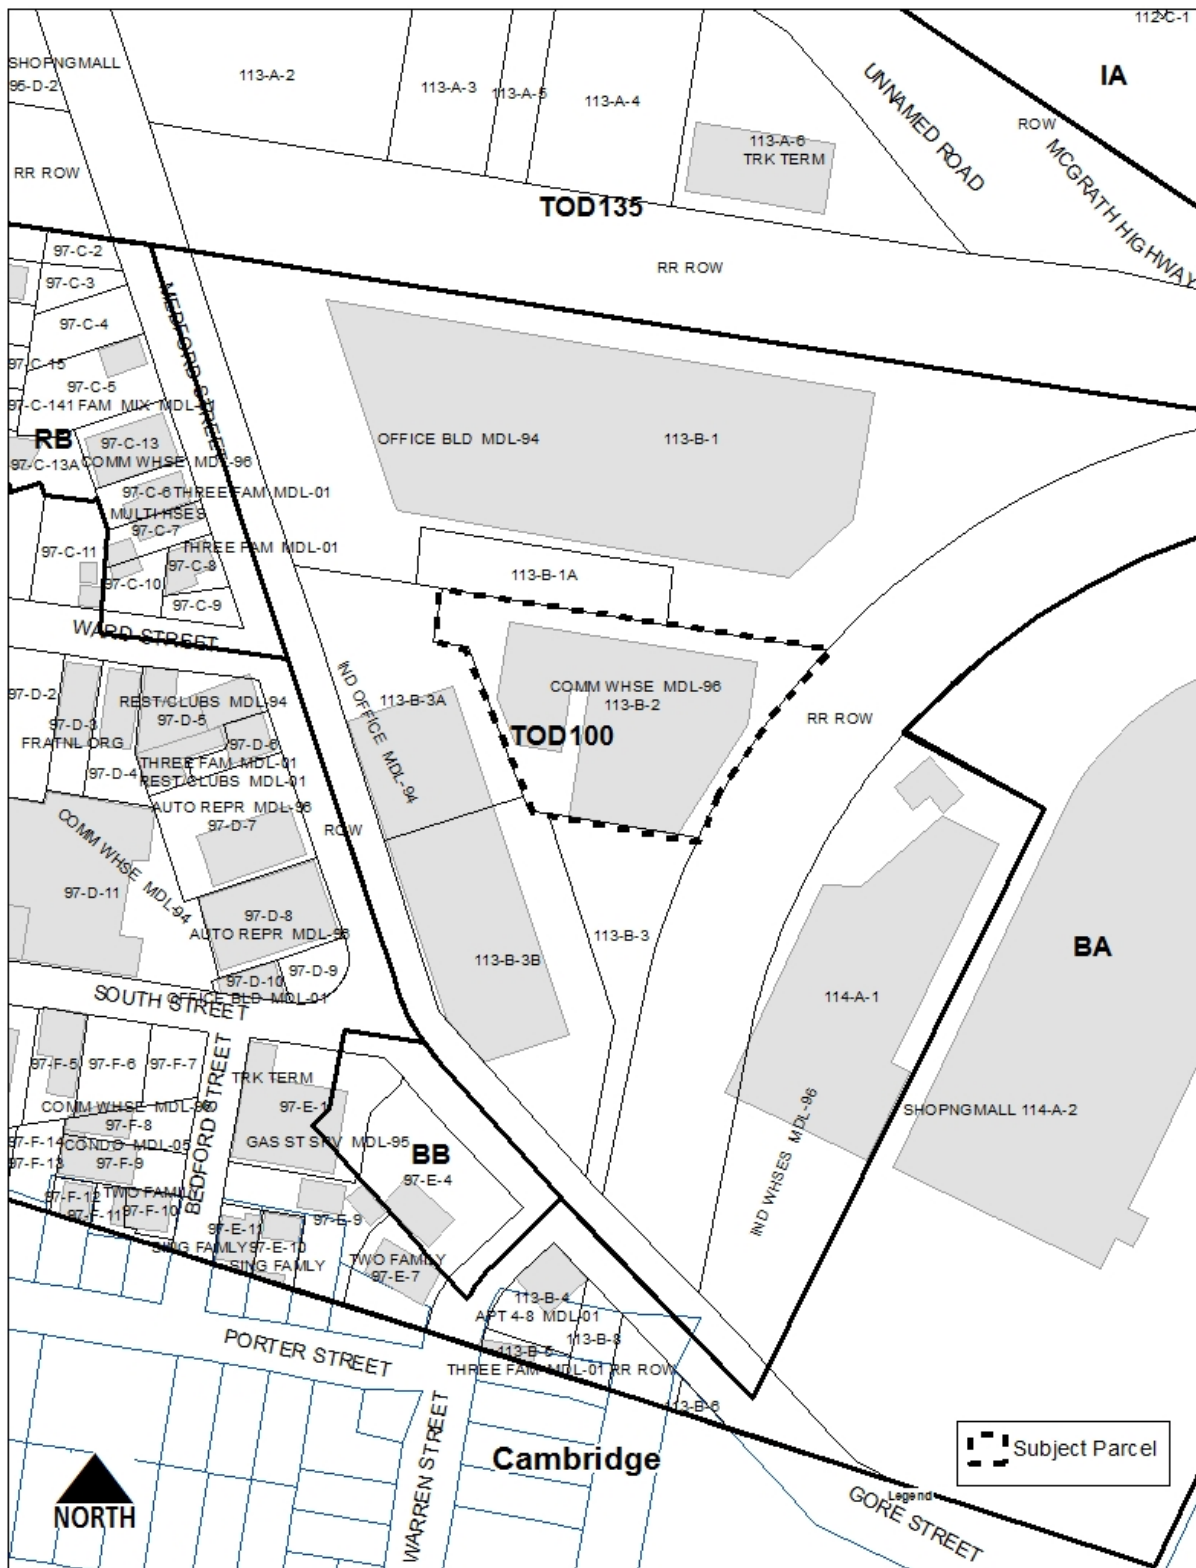 112-C-1
SHOPNGMALL
95-D-2
113-A-2
113-A-3
113-A-5
113-A-4
IA
UNNAMED ROAD
ROW
MCGRATH HIGHWAY
113-A-6
TRK TERM
RR ROW
TOD135
RR ROW
97-C-2
97-C-3
97-C-4
97-C-15
97-C-5
97-C-14
1 FAM MIX MDL-01
MEDFORD STREET
RB
97-C-13
97-C-13A
COMM WHSE MDL-96
OFFICE BLD MDL-94
113-B-1
97-C-6
THREE FAM MDL-01
MULTI HSES
97-C-7
THREE FAM MDL-01
97-C-11
97-C-8
97-C-10
97-C-9
113-B-1A
WARD STREET
97-D-2
REST/CLUBS MDL-94
97-D-5
97-D-3
FRATNL ORG
97-D-6
97-D-4
THREE FAM MDL-01
REST/CLUBS MDL-01
IND OFFICE MDL-94
113-B-3A
COMM WHSE MDL-96
113-B-2
TOD100
RR ROW
AUTO REPR MDL-96
97-D-7
ROW
COMM WHSE MDL-94
97-D-11
97-D-8
AUTO REPR MDL-96
113-B-3
BA
97-D-9
97-D-10
OFFICE BLD MDL-01
113-B-3B
114-A-1
SOUTH STREET
97-F-5
97-F-6
97-F-7
BEDFORD STREET
TRK TERM
97-E-1
COMM WHSE MDL-96
97-F-8
SHOPNGMALL 114-A-2
IND WHSES MDL-96
97-F-14
CONDO MDL-05
GAS ST SRV MDL-95
97-F-13
97-F-9
BB
97-E-4
97-F-12
TWO FAMILY
97-F-11
97-F-10
97-E-9
97-E-11
97-E-10
SING FAMLY
SING FAMLY
TWO FAMILY
97-E-7
113-B-4
APT 4-8 MDL-01
113-B-8
113-B-5
THREE FAM MDL-01
RR ROW
PORTER STREET
113-B-6
WARREN STREET
Cambridge
Subject Parcel
Legend
GORE STREET
NORTH